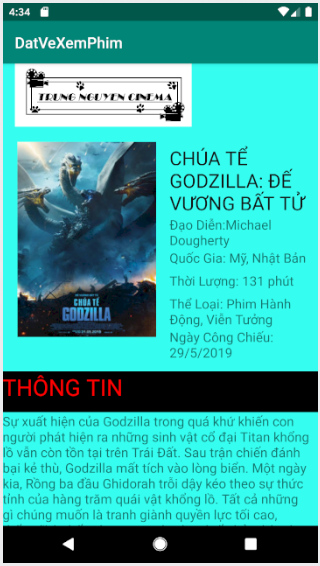 4:34
DatVeXemPhim
TRUNG NGUYEN CINEMA
CHÚA TỂ
GODZILLA: ĐẾ
VƯƠNG BẤT TỬ
Đạo Diễn:Michael
Dougherty
Quốc Gia: Mỹ, Nhật Bản
Thời Lượng: 131 phút
Thể Loại: Phim Hành
Động, Viễn Tưởng
Ngày Công Chiếu:
29/5/2019
CHÚA TỂ
GODZILLA
THÔNG TIN
Sự xuất hiện của Godzilla trong quá khứ khiến con
người phát hiện ra những sinh vật cổ đại Titan khổng
lồ vẫn còn tồn tại trên Trái Đất. Sau trận chiến đánh
bại kẻ thù, Godzilla mất tích vào lòng biển. Một ngày
kia, Rồng ba đầu Ghidorah trỗi dậy kéo theo sự thức
tỉnh của hàng trăm quái vật khổng lồ. Tất cả những
gì chúng muốn là tranh giành quyền lực tối cao,